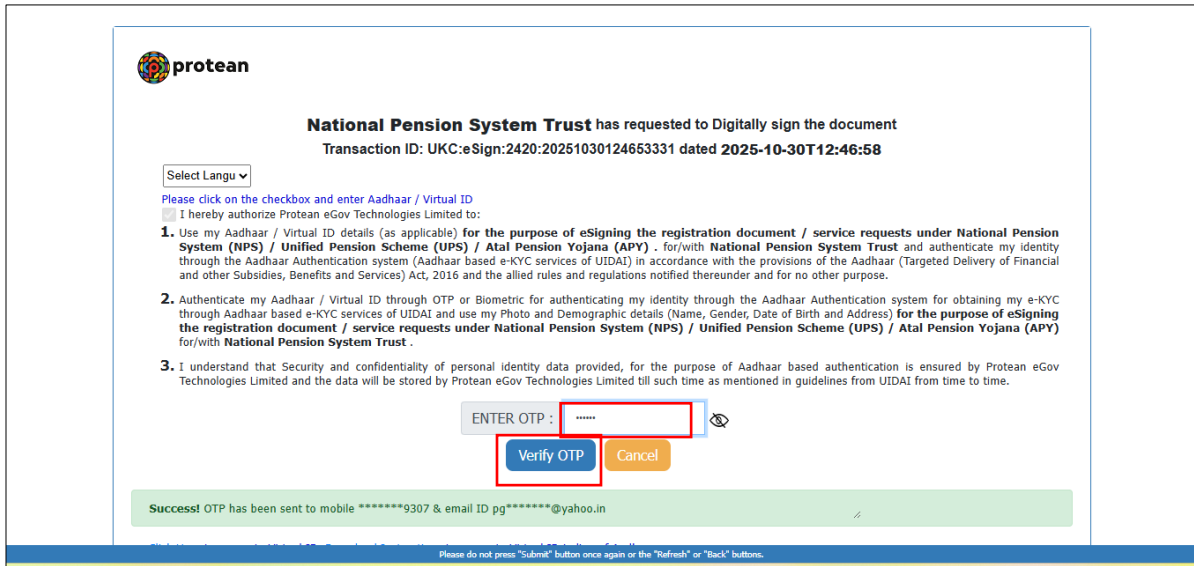 protean
National Pension System Trust has requested to Digitally sign the document
Transaction ID: UKC:eSign:2420:20251030124653331 dated 2025-10-30T12:46:58
Select Langu
Please click on the checkbox and enter Aadhaar / Virtual ID
I hereby authorize Protean eGov Technologies Limited to:
1. Use my Aadhaar / Virtual ID details (as applicable) for the purpose of eSigning the registration document / service requests under National Pension
System (NPS) / Unified Pension Scheme (UPS) / Atal Pension Yojana (APY) . for/with National Pension System Trust and authenticate my identity
through the Aadhaar Authentication system (Aadhaar based e-KYC services of UIDAI) in accordance with the provisions of the Aadhaar (Targeted Delivery of Financial
and other Subsidies, Benefits and Services) Act, 2016 and the allied rules and regulations notified thereunder and for no other purpose.
2. Authenticate my Aadhaar / Virtual ID through OTP or Biometric for authenticating my identity through the Aadhaar Authentication system for obtaining my e-KYC
through Aadhaar based e-KYC services of UIDAI and use my Photo and Demographic details (Name, Gender, Date of Birth and Address) for the purpose of eSigning
the registration document / service requests under National Pension System (NPS) / Unified Pension Scheme (UPS) / Atal Pension Yojana (APY)
for/with National Pension System Trust .
3. I understand that Security and confidentiality of personal identity data provided, for the purpose of Aadhaar based authentication is ensured by Protean eGov
Technologies Limited and the data will be stored by Protean eGov Technologies Limited till such time as mentioned in guidelines from UIDAI from time to time.
ENTER OTP : ······
Verify OTP Cancel
Success! OTP has been sent to mobile *******9307 & email ID pg*******@yahoo.in
Please do not press "Submit" button once again or the "Refresh" or "Back" buttons.